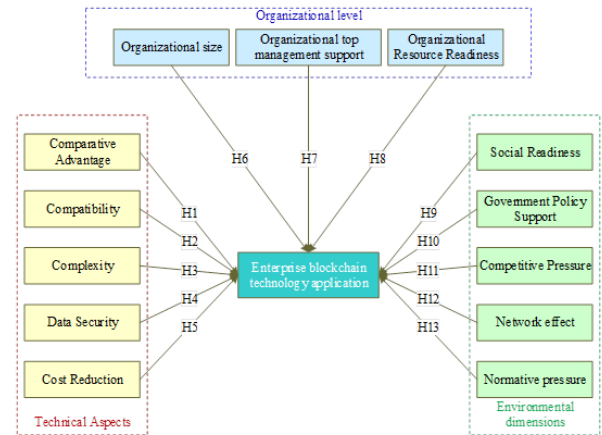 Organizational level
Organizational size
Organizational top
management support
Organizational
Resource Readiness
H6
H7
H8
Comparative
Advantage
Compatibility
Complexity
Data Security
Cost Reduction
Technical Aspects
H1
H2
H3
H4
H5
Enterprise blockchain
technology application
H9
H10
H11
H12
H13
Social Readiness
Government Policy
Support
Competitive Pressure
Network effect
Normative pressure
Environmental
dimensions